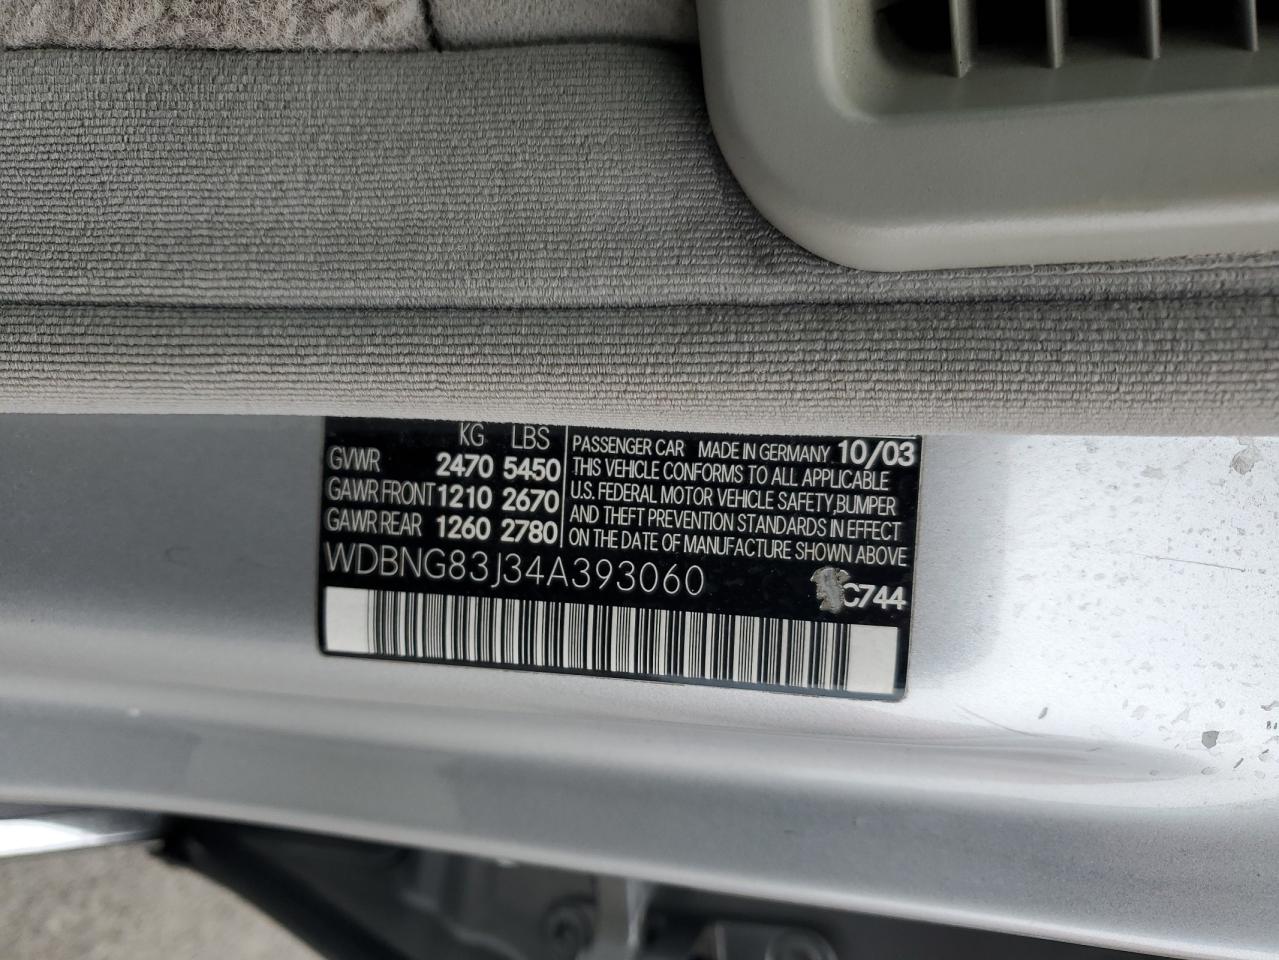 KG LBS
GVWR 2470 5450
GAWR FRONT 1210 2670
GAWR REAR 1260 2780
PASSENGER CAR MADE IN GERMANY 10/03
THIS VEHICLE CONFORMS TO ALL APPLICABLE
U.S. FEDERAL MOTOR VEHICLE SAFETY,BUMPER
AND THEFT PREVENTION STANDARDS IN EFFECT
ON THE DATE OF MANUFACTURE SHOWN ABOVE
WDBNG83J34A393060
C744